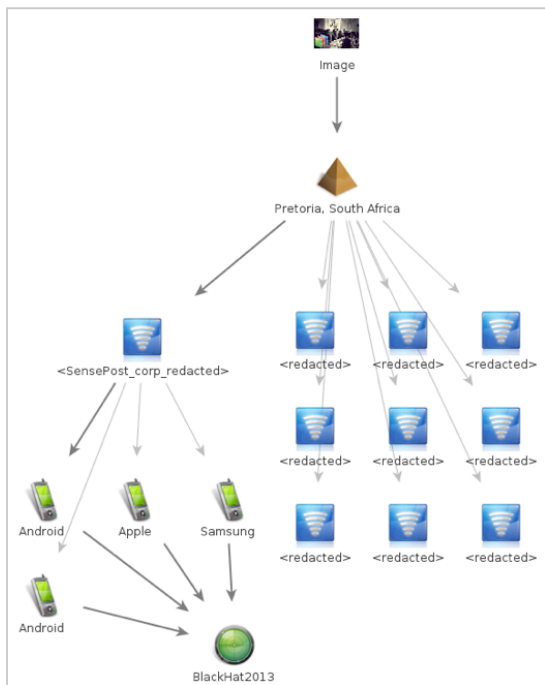 Image
Pretoria, South Africa
<SensePost_corp_redacted>
<redacted>
<redacted>
<redacted>
<redacted>
<redacted>
<redacted>
Android
Apple
Samsung
<redacted>
<redacted>
<redacted>
Android
BlackHat2013